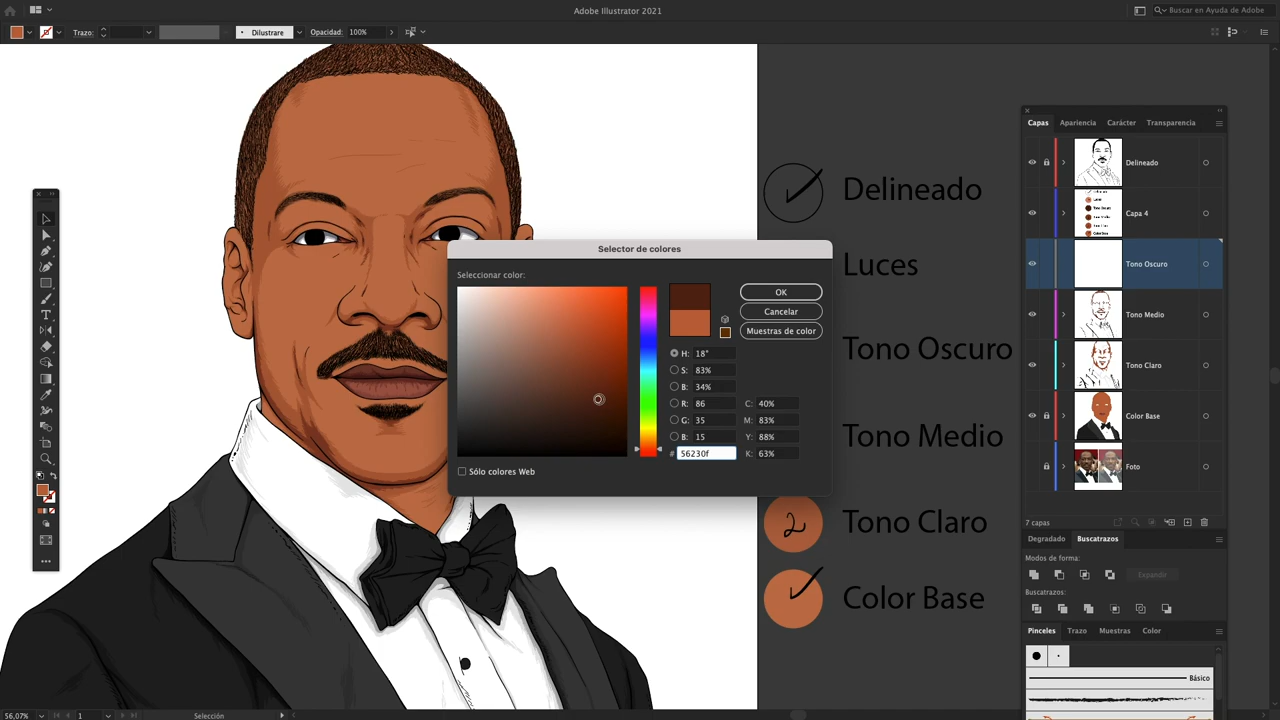 Adobe Illustrator 2021
Buscar en Ayuda de Adobe
Trazo:
Dilustrare
Opacidad:
100%
Delineado
Luces
Tono Oscuro
Tono Medio
2
Tono Claro
Color Base
Selector de colores
Seleccionar color:
OK
Cancelar
Muestras de color
H: 18°
S: 83%
B: 34%
R: 86
C: 40%
G: 35
M: 83%
B: 15
Y: 88%
# 56230f
K: 63%
Sólo colores Web
Capas
Apariencia
Carácter
Transparencia
Delineado
Capa 4
Tono Oscuro
Tono Medio
Tono Claro
Color Base
Foto
7 capas
Degradado
Buscatrazos
Modos de forma:
Expando
Buscatrazos:
Pinceles
Trazo
Muestras
Color
Básico
56,07%
1
Selección